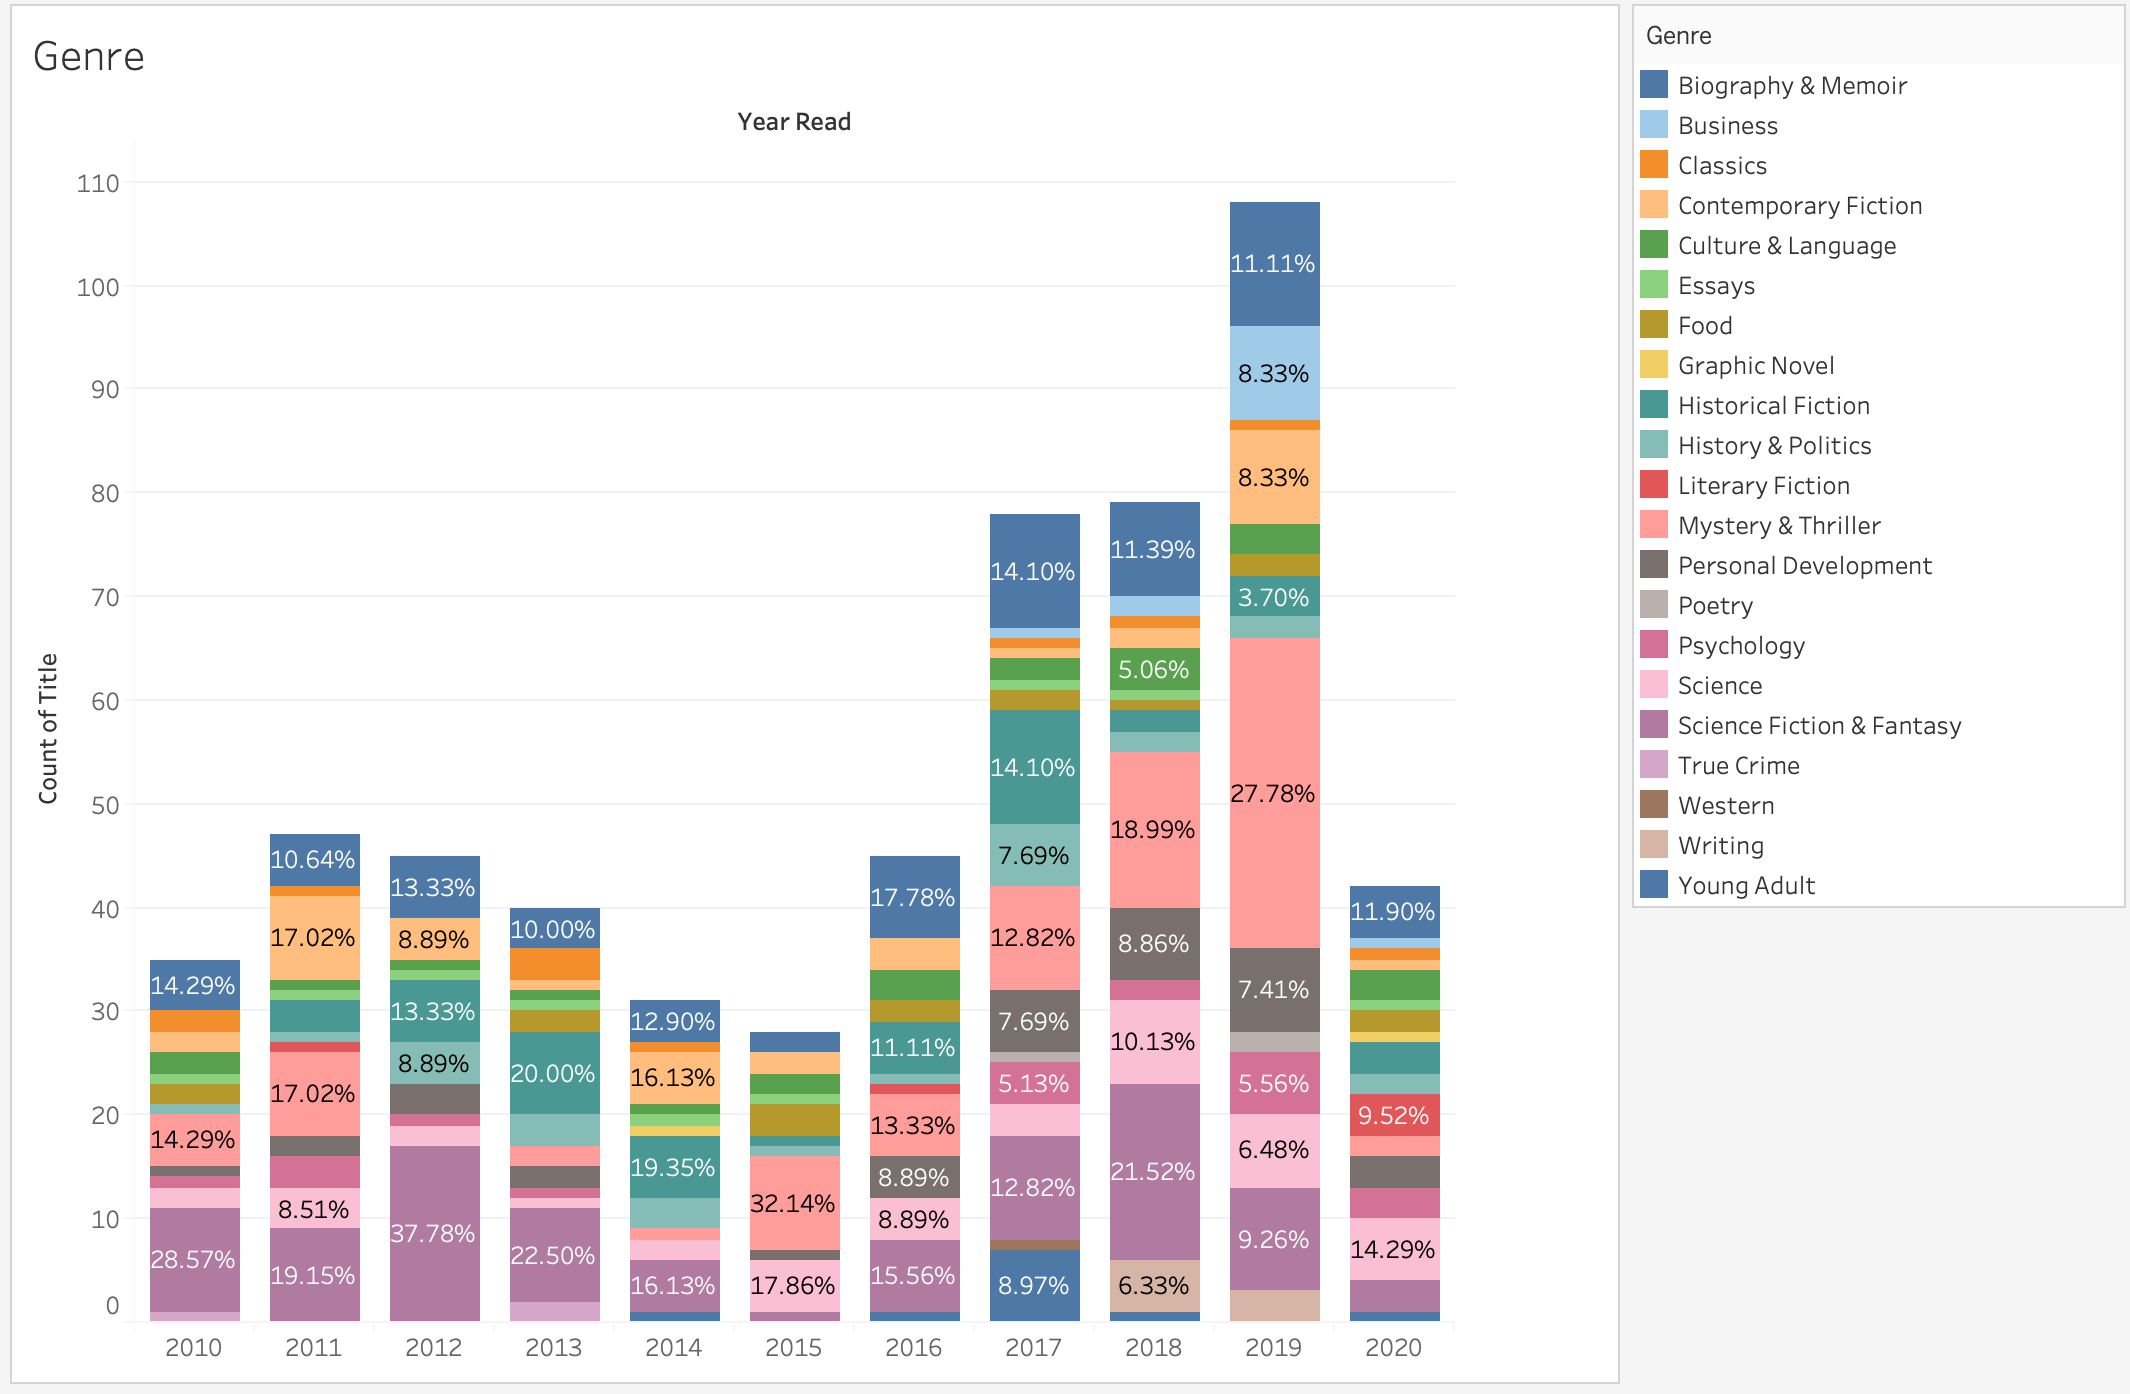 Genre
Year Read
Count of Title
110
100
90
80
70
60
50
40
30
20
10
0
14.29%
14.29%
28.57%
10.64%
17.02%
17.02%
8.51%
19.15%
13.33%
8.89%
13.33%
8.89%
37.78%
10.00%
20.00%
22.50%
12.90%
16.13%
19.35%
16.13%
32.14%
17.86%
17.78%
11.11%
13.33%
8.89%
8.89%
15.56%
14.10%
14.10%
7.69%
12.82%
7.69%
5.13%
12.82%
8.97%
11.39%
5.06%
18.99%
8.86%
10.13%
21.52%
6.33%
11.11%
8.33%
8.33%
3.70%
27.78%
7.41%
5.56%
6.48%
9.26%
11.90%
9.52%
14.29%
2010 2011 2012 2013 2014 2015 2016 2017 2018 2019 2020
Genre
Biography & Memoir
Business
Classics
Contemporary Fiction
Culture & Language
Essays
Food
Graphic Novel
Historical Fiction
History & Politics
Literary Fiction
Mystery & Thriller
Personal Development
Poetry
Psychology
Science
Science Fiction & Fantasy
True Crime
Western
Writing
Young Adult